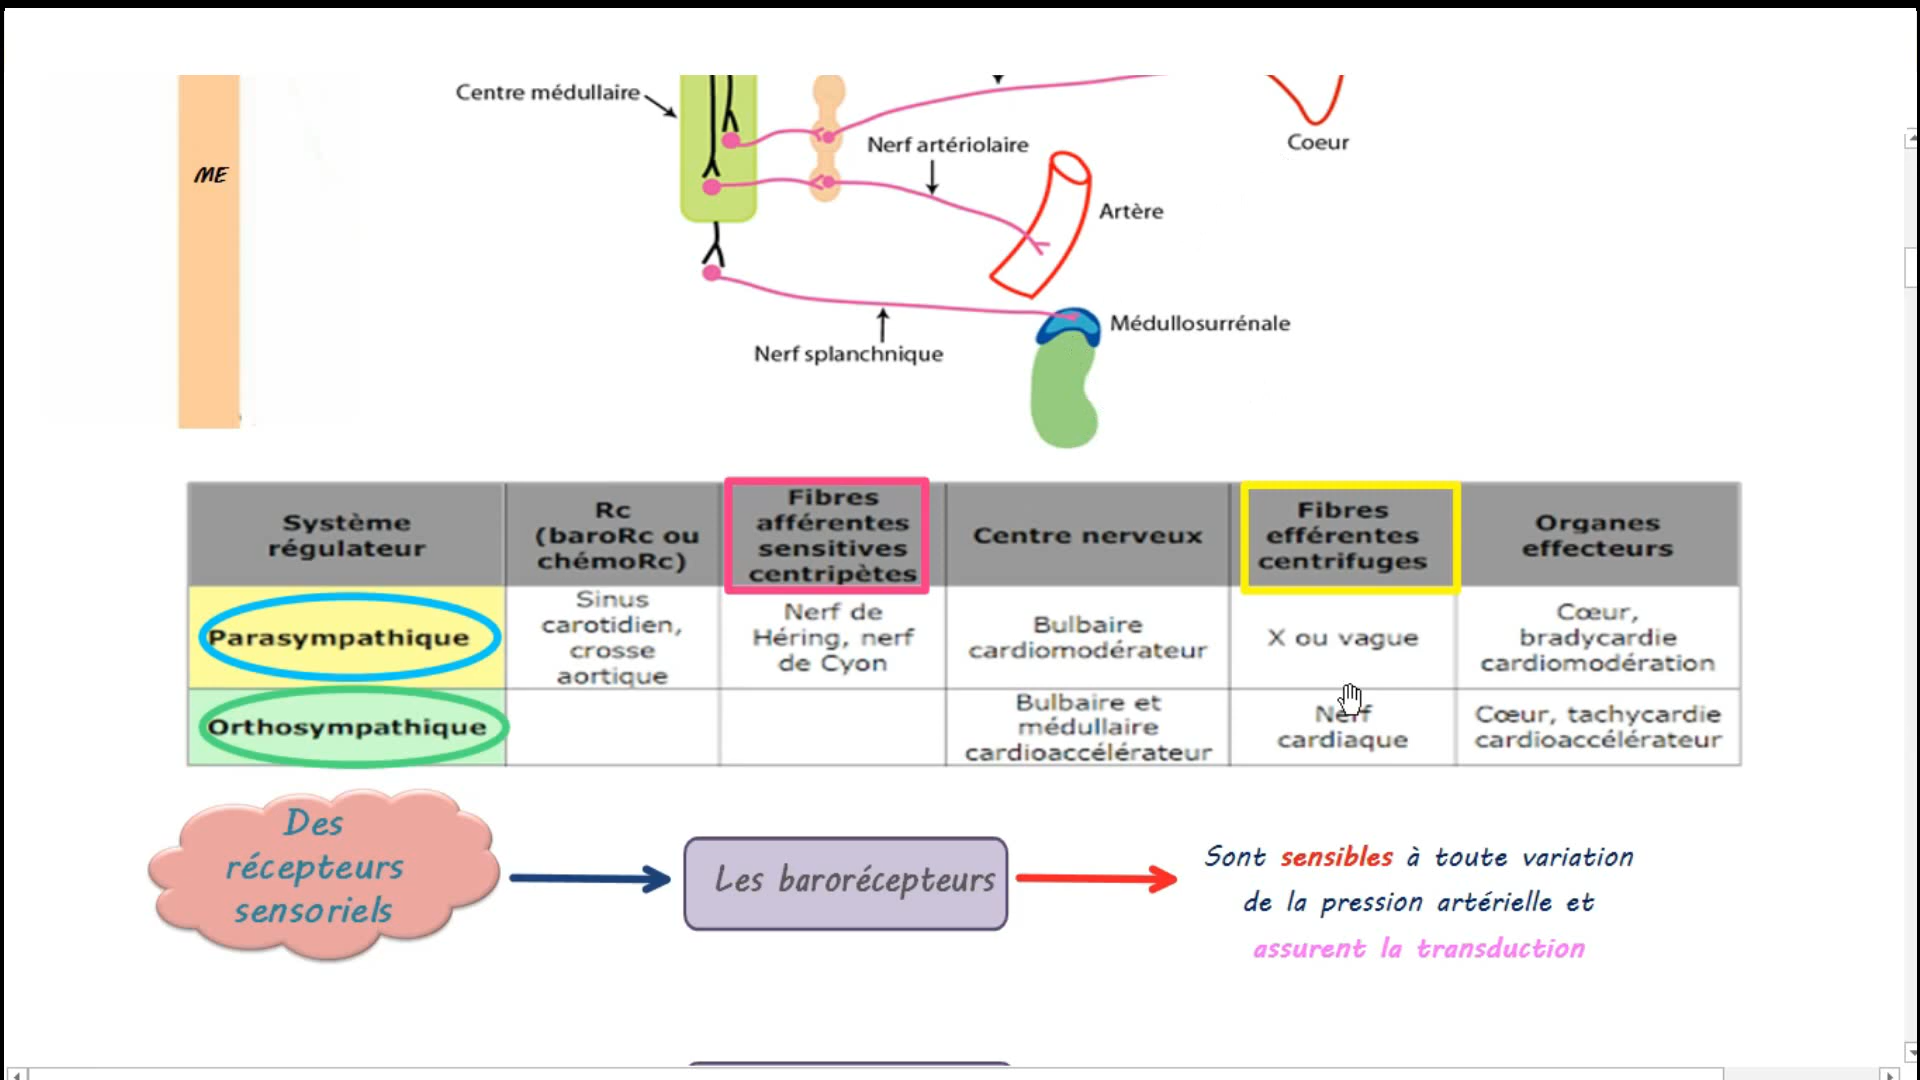 Centre médullaire
ME
Nerf artériolaire
Coeur
Artère
Médullosurrénale
Nerf splanchnique
Système
régulateur
Rc
(baroRc ou
chémoRc)
Fibres
afférentes
sensitives
centripètes
Centre nerveux
Fibres
efférentes
centrifuges
Organes
effecteurs
Parasympathique
Sinus
carotidien,
crosse
aortique
Nerf de
Héring, nerf
de Cyon
Bulbaire
cardiomodérateur
X ou vague
Cœur,
bradycardie
cardiomodération
Orthosympathique
Bulbaire et
médullaire
cardioaccélérateur
Nerf
cardiaque
Cœur, tachycardie
cardioaccélérateur
Des
récepteurs
sensoriels
Les barorécepteurs
Sont sensibles à toute variation
de la pression artérielle et
assurent la transduction